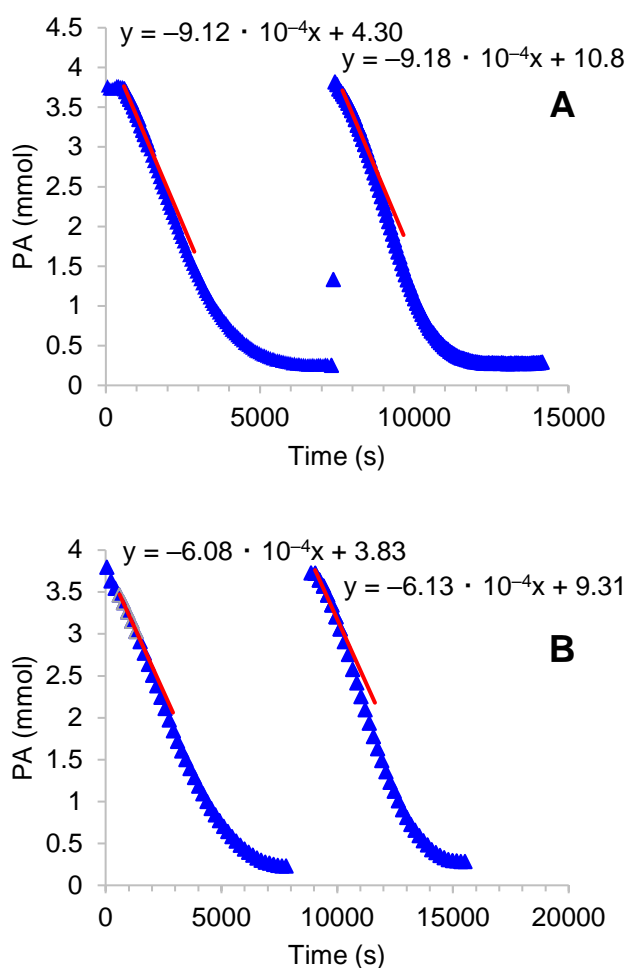 y = –9.12 · 10–4x + 4.30
y = –9.18 · 10–4x + 10.8
A
4.5
4
3.5
3
2.5
2
1.5
1
0.5
0
PA (mmol)
0 5000 10000 15000
Time (s)
y = –6.08 · 10–4x + 3.83
y = –6.13 · 10–4x + 9.31
B
4
3.5
3
2.5
2
1.5
1
0.5
0
PA (mmol)
0 5000 10000 15000 20000
Time (s)